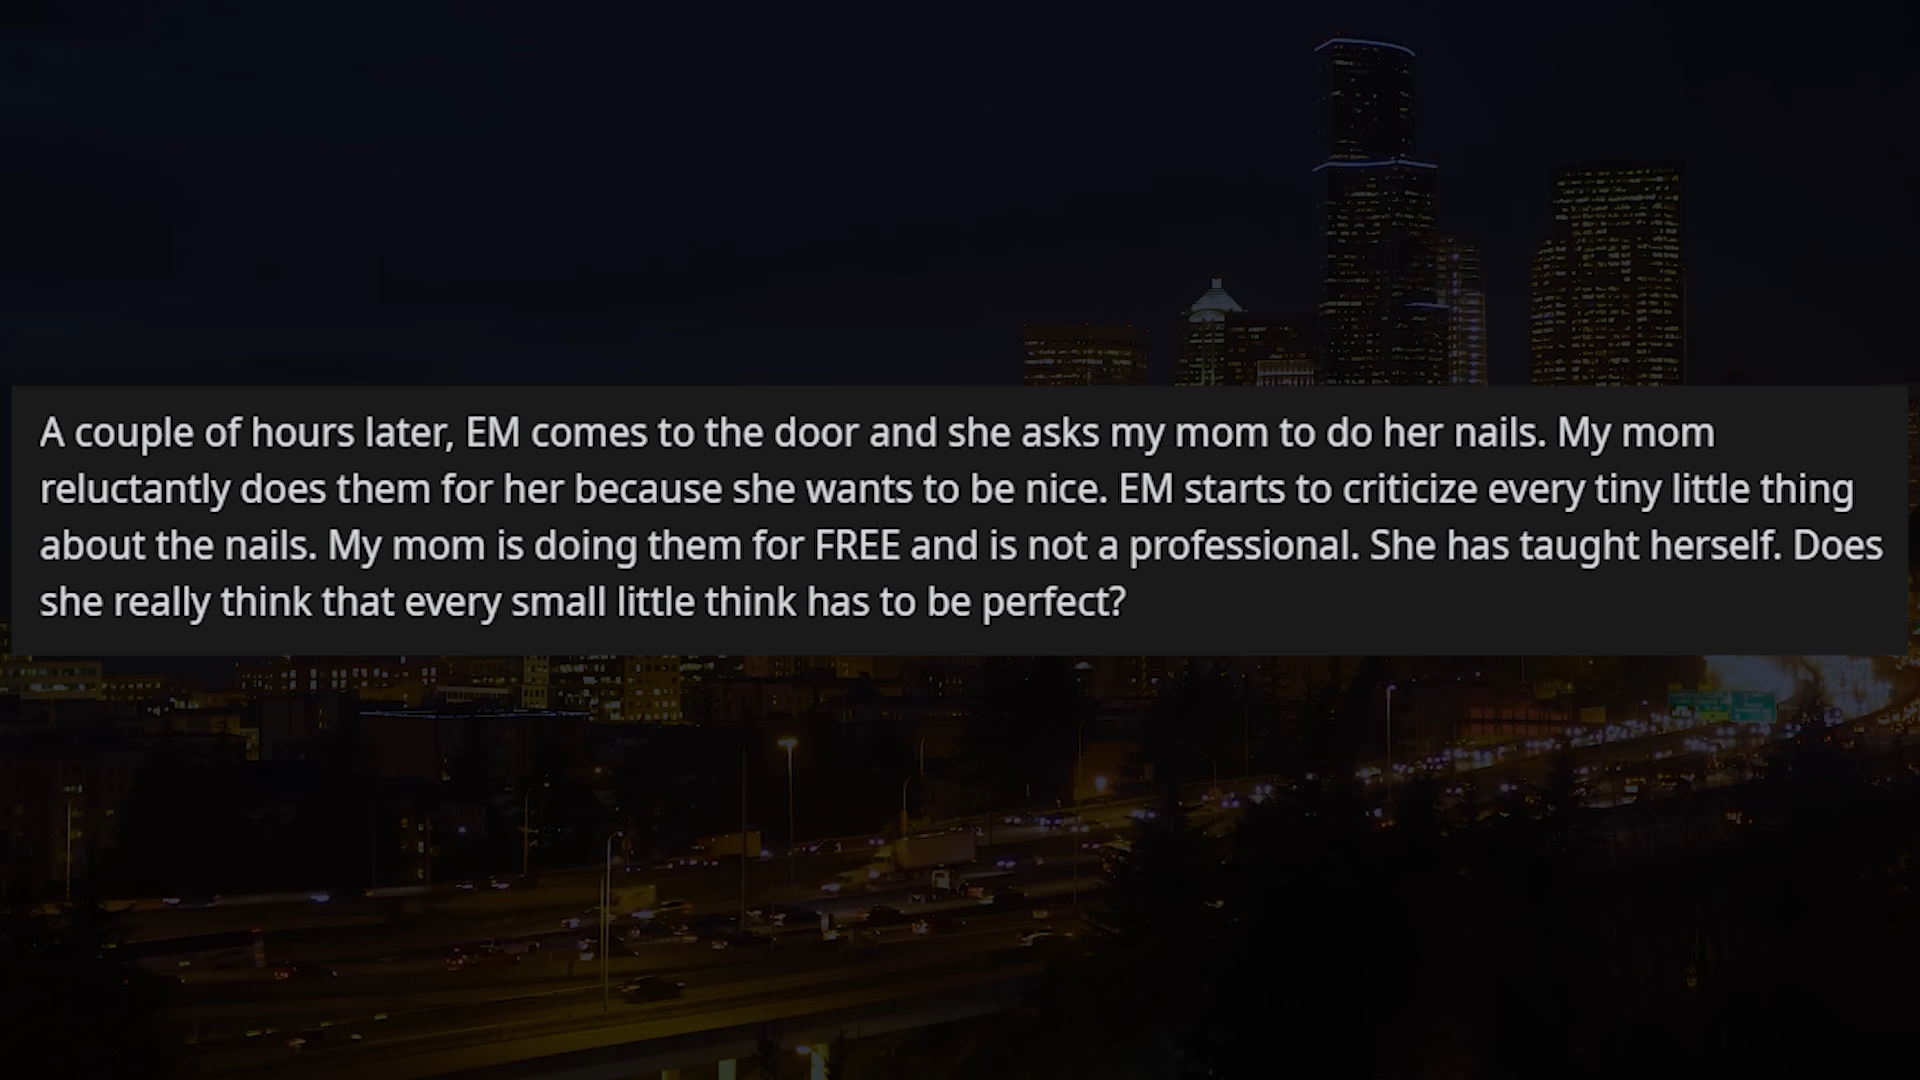 A couple of hours later, EM comes to the door and she asks my mom to do her nails. My mom
reluctantly does them for her because she wants to be nice. EM starts to criticize every tiny little thing
about the nails. My mom is doing them for FREE and is not a professional. She has taught herself. Does
she really think that every small little think has to be perfect?